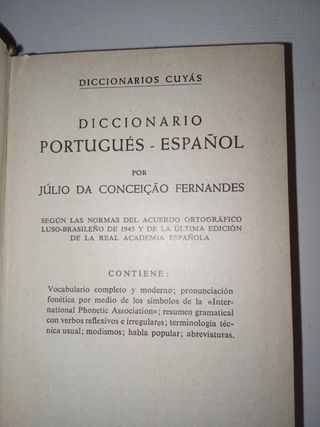 DICCIONARIOS CUYÁS
DICCIONARIO
PORTUGUÉS - ESPAÑOL
POR
JÚLIO DA CONCEIÇÃO FERNANDES
SEGÚN LAS NORMAS DEL ACUERDO ORTOGRÁFICO
LUSO-BRASILEÑO DE 1945 Y DE LA ÚLTIMA EDICIÓN
DE LA REAL ACADEMIA ESPAÑOLA
CONTIENE:
Vocabulario completo y moderno; pronunciación
fonética por medio de los símbolos de la «Inter-
national Phonetic Association»; resumen gramatical
con verbos reflexivos e irregulares; terminología téc-
nica usual; modismos; habla popular; abreviaturas.